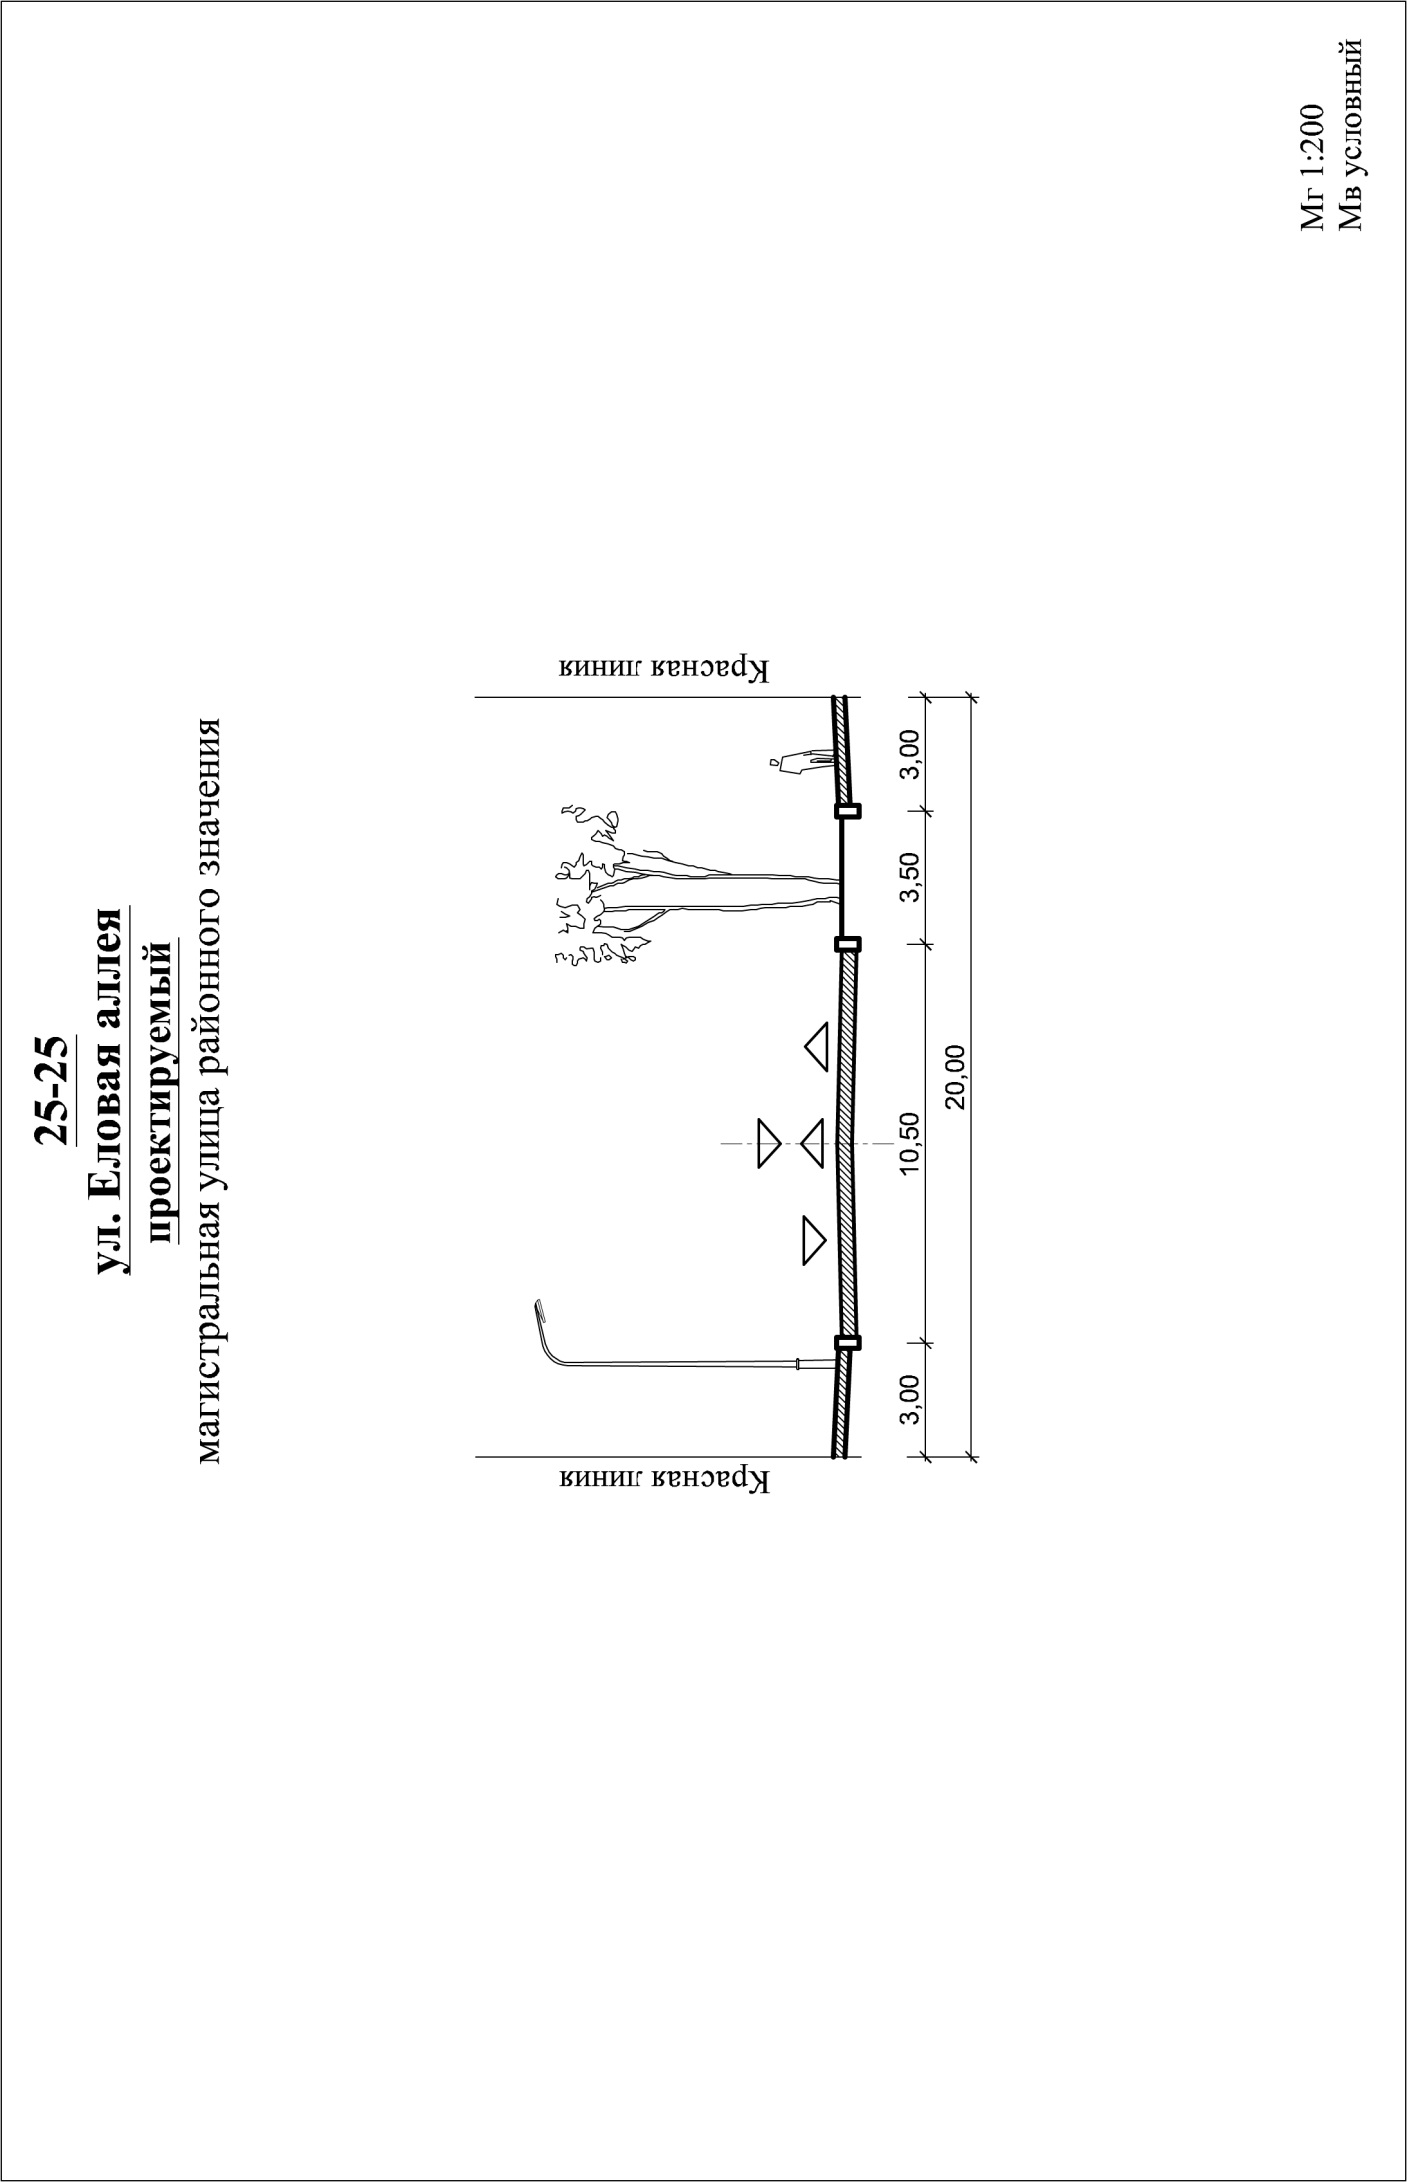 25-25
ул. Еловая аллея
проектируемый
магистральная улица районного значения
Красная линия
Красная линия
3,00
10,50
3,50
3,00
20,00
Мг 1:200
Мв условный